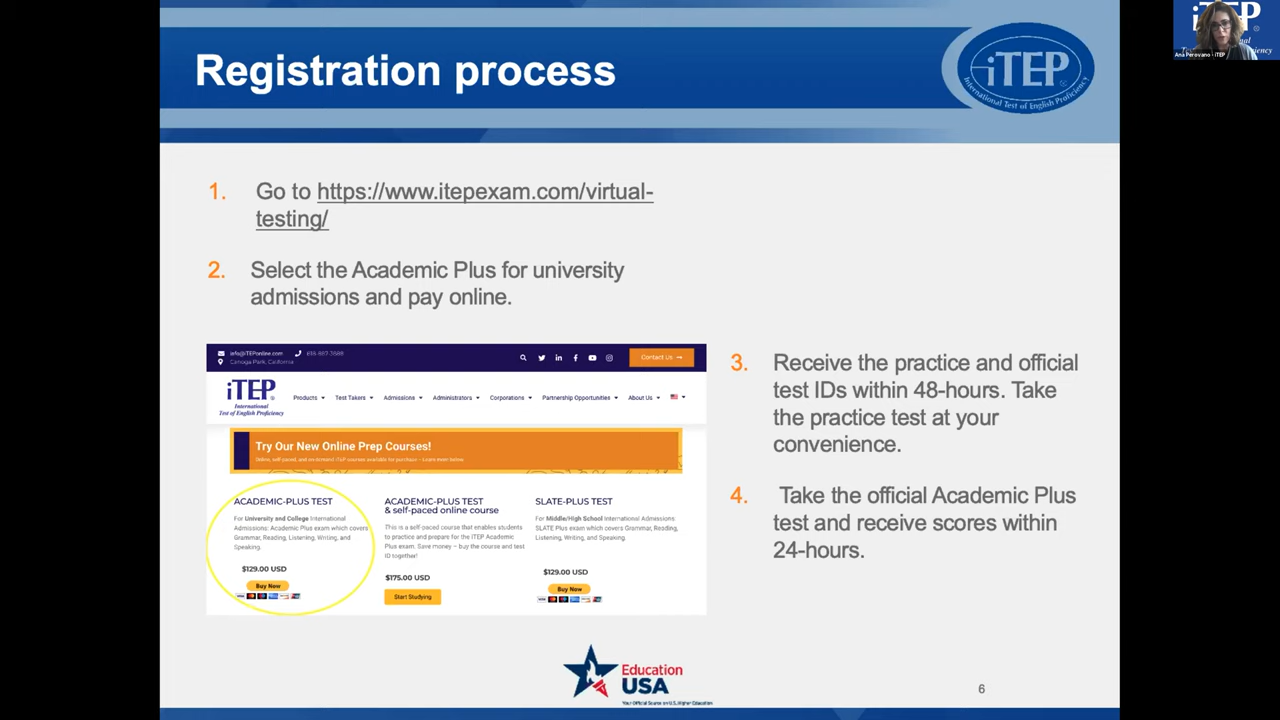 Registration process
iTEP
International Test of English Proficiency
iTEP
Ana Perovano - iTEP
1. Go to https://www.itepexam.com/virtual-
testing/
2. Select the Academic Plus for university
admissions and pay online.
info@iTEPonline.com
Canoga Park, California
Contact Us →
iTEP
International
Test of English Proficiency
Products
Test Takers
Admissions
Administrators
Corporations
Partnership Opportunities
About Us
Try Our New Online Prep Courses!
Online, self-paced, and on-demand iTEP courses available for purchase - Learn more below.
ACADEMIC-PLUS TEST
For University and College International
Admissions: Academic Plus exam which covers
Grammar, Reading, Listening, Writing, and
Speaking.
$129.00 USD
Buy Now
ACADEMIC-PLUS TEST
& self-paced online course
This is a self-paced course that enables students
to practice and prepare for the iTEP Academic
Plus exam. Save money – buy the course and test
ID together!
$175.00 USD
Start Studying
SLATE-PLUS TEST
For Middle/High School International Admissions:
SLATE Plus exam which covers Grammar, Reading,
Listening, Writing, and Speaking.
$129.00 USD
Buy Now
3. Receive the practice and official
test IDs within 48-hours. Take
the practice test at your
convenience.
4. Take the official Academic Plus
test and receive scores within
24-hours.
Education
USA
Your Official Source on U.S. Higher Education
6